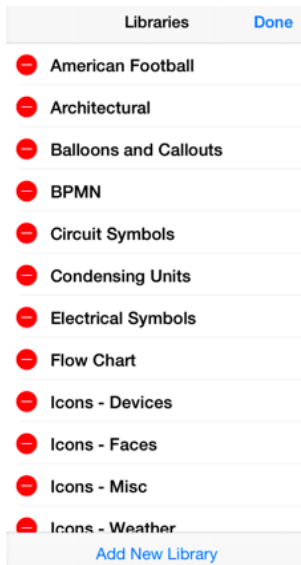 Libraries Done
American Football
Architectural
Balloons and Callouts
BPMN
Circuit Symbols
Condensing Units
Electrical Symbols
Flow Chart
Icons - Devices
Icons - Faces
Icons - Misc
Icons - Weather
Add New Library